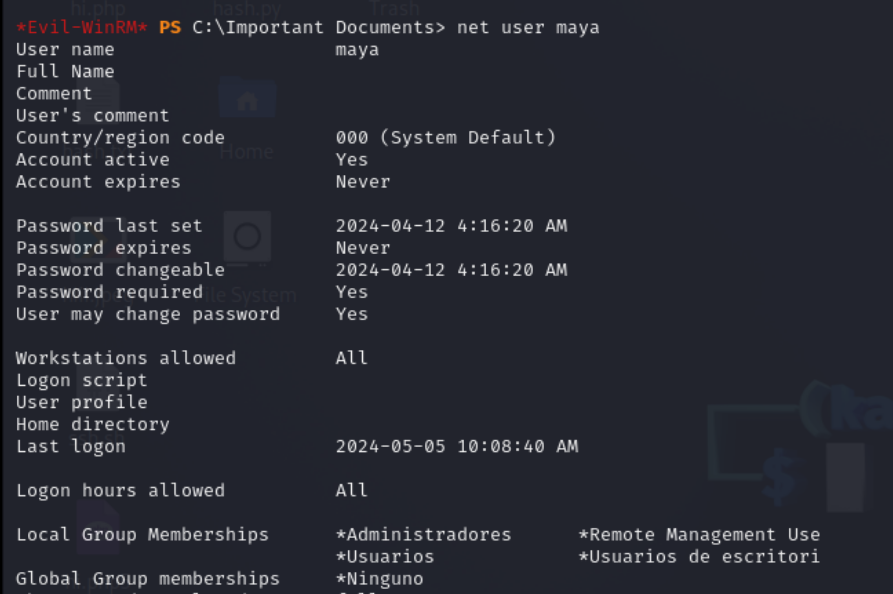 hi.php hash.py Trash
*Evil-WinRM* PS C:\Important Documents> net user maya
User name maya
Full Name
Comment
User's comment
Country/region code 000 (System Default)
Home
Account active Yes
Account expires Never
Password last set 2024-04-12 4:16:20 AM
Password expires Never
Password changeable 2024-04-12 4:16:20 AM
Password required Yes
File System
User may change password Yes
Workstations allowed All
Logon script
User profile
Home directory
Last logon 2024-05-05 10:08:40 AM
Logon hours allowed All
Local Group Memberships *Administradores *Remote Management Use
*Usuarios *Usuarios de escritori
Global Group memberships *Ninguno